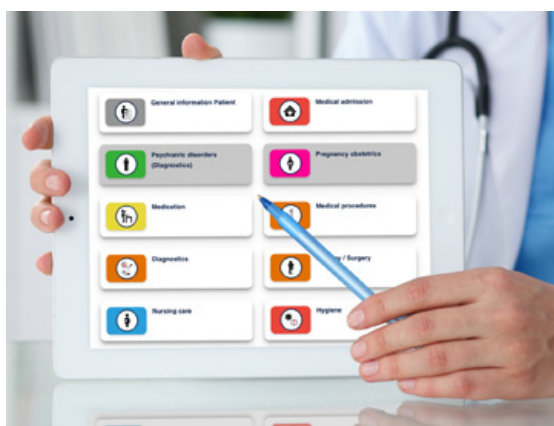 General information Patient
Medical admission
Psychiatric disorders
(Diagnostics)
Pregnancy obstetrics
Medication
Medical procedures
Diagnostics
/ Surgery
Nursing care
Hygiene